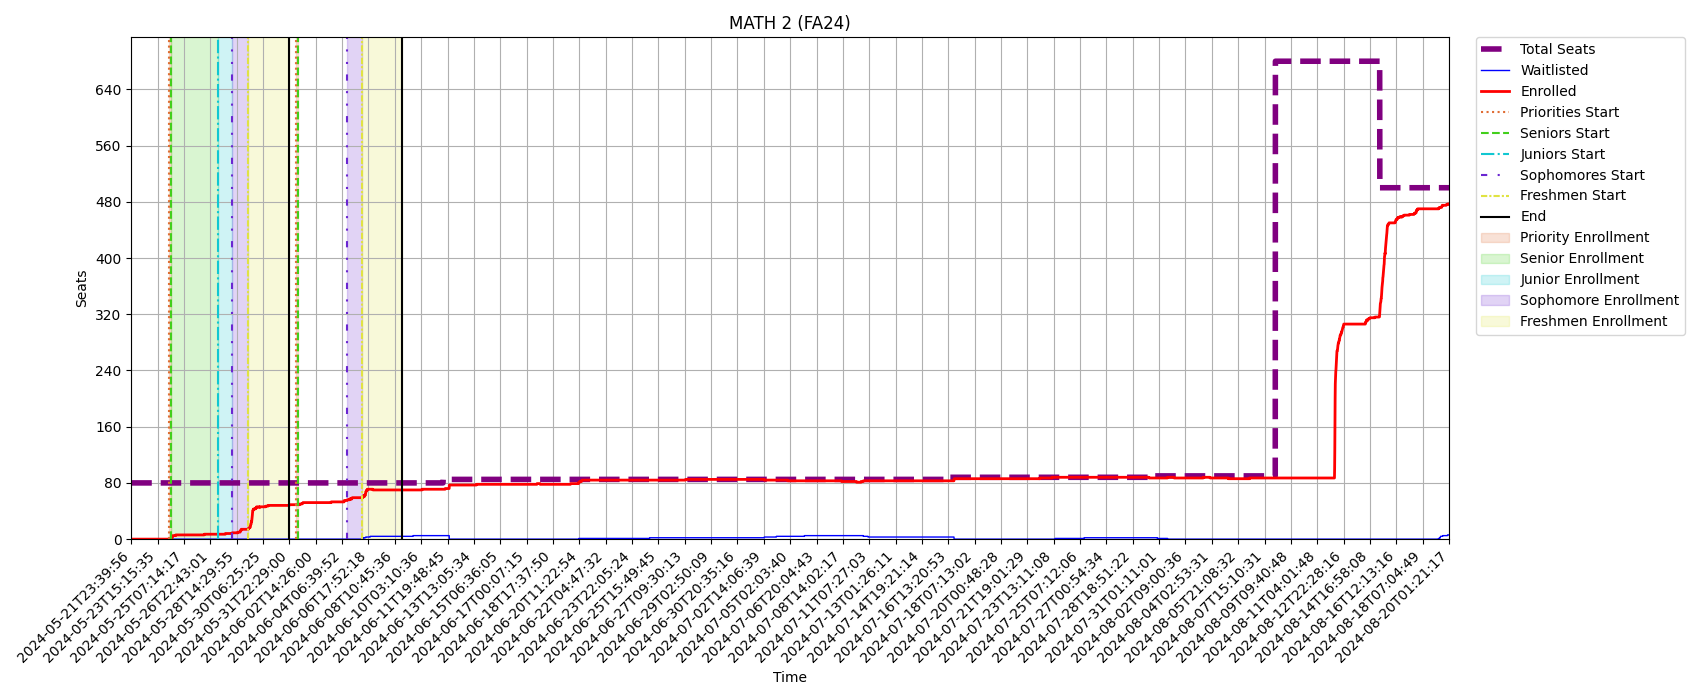 MATH 2 (FA24)
Seats
640
560
480
400
320
240
160
80
0
2024-05-21T23:39:56
2024-05-23T15:15:35
2024-05-25T07:14:17
2024-05-26T22:43:01
2024-05-28T14:29:55
2024-05-30T06:25:25
2024-05-31T22:29:00
2024-06-02T14:26:00
2024-06-04T06:39:52
2024-06-06T17:52:18
2024-06-08T10:45:36
2024-06-10T03:10:36
2024-06-11T19:48:45
2024-06-13T13:05:34
2024-06-15T06:36:05
2024-06-17T00:07:15
2024-06-18T17:37:50
2024-06-20T11:22:54
2024-06-22T04:47:32
2024-06-23T22:05:24
2024-06-25T15:49:45
2024-06-27T09:30:13
2024-06-29T02:50:09
2024-06-30T20:35:16
2024-07-02T14:06:39
2024-07-05T02:03:40
2024-07-06T20:04:43
2024-07-08T14:02:17
2024-07-11T07:27:03
2024-07-13T01:26:11
2024-07-14T19:21:14
2024-07-16T13:20:53
2024-07-18T07:13:02
2024-07-20T00:48:28
2024-07-21T19:01:29
2024-07-23T13:11:08
2024-07-25T07:12:06
2024-07-27T00:54:34
2024-07-28T18:51:22
2024-07-31T01:11:01
2024-08-02T09:00:36
2024-08-04T02:53:31
2024-08-05T21:08:32
2024-08-07T15:10:31
2024-08-09T09:40:48
2024-08-11T04:01:48
2024-08-12T22:28:16
2024-08-14T16:58:08
2024-08-16T12:13:16
2024-08-18T07:04:49
2024-08-20T01:21:17
Time
Total Seats
Waitlisted
Enrolled
Priorities Start
Seniors Start
Juniors Start
Sophomores Start
Freshmen Start
End
Priority Enrollment
Senior Enrollment
Junior Enrollment
Sophomore Enrollment
Freshmen Enrollment